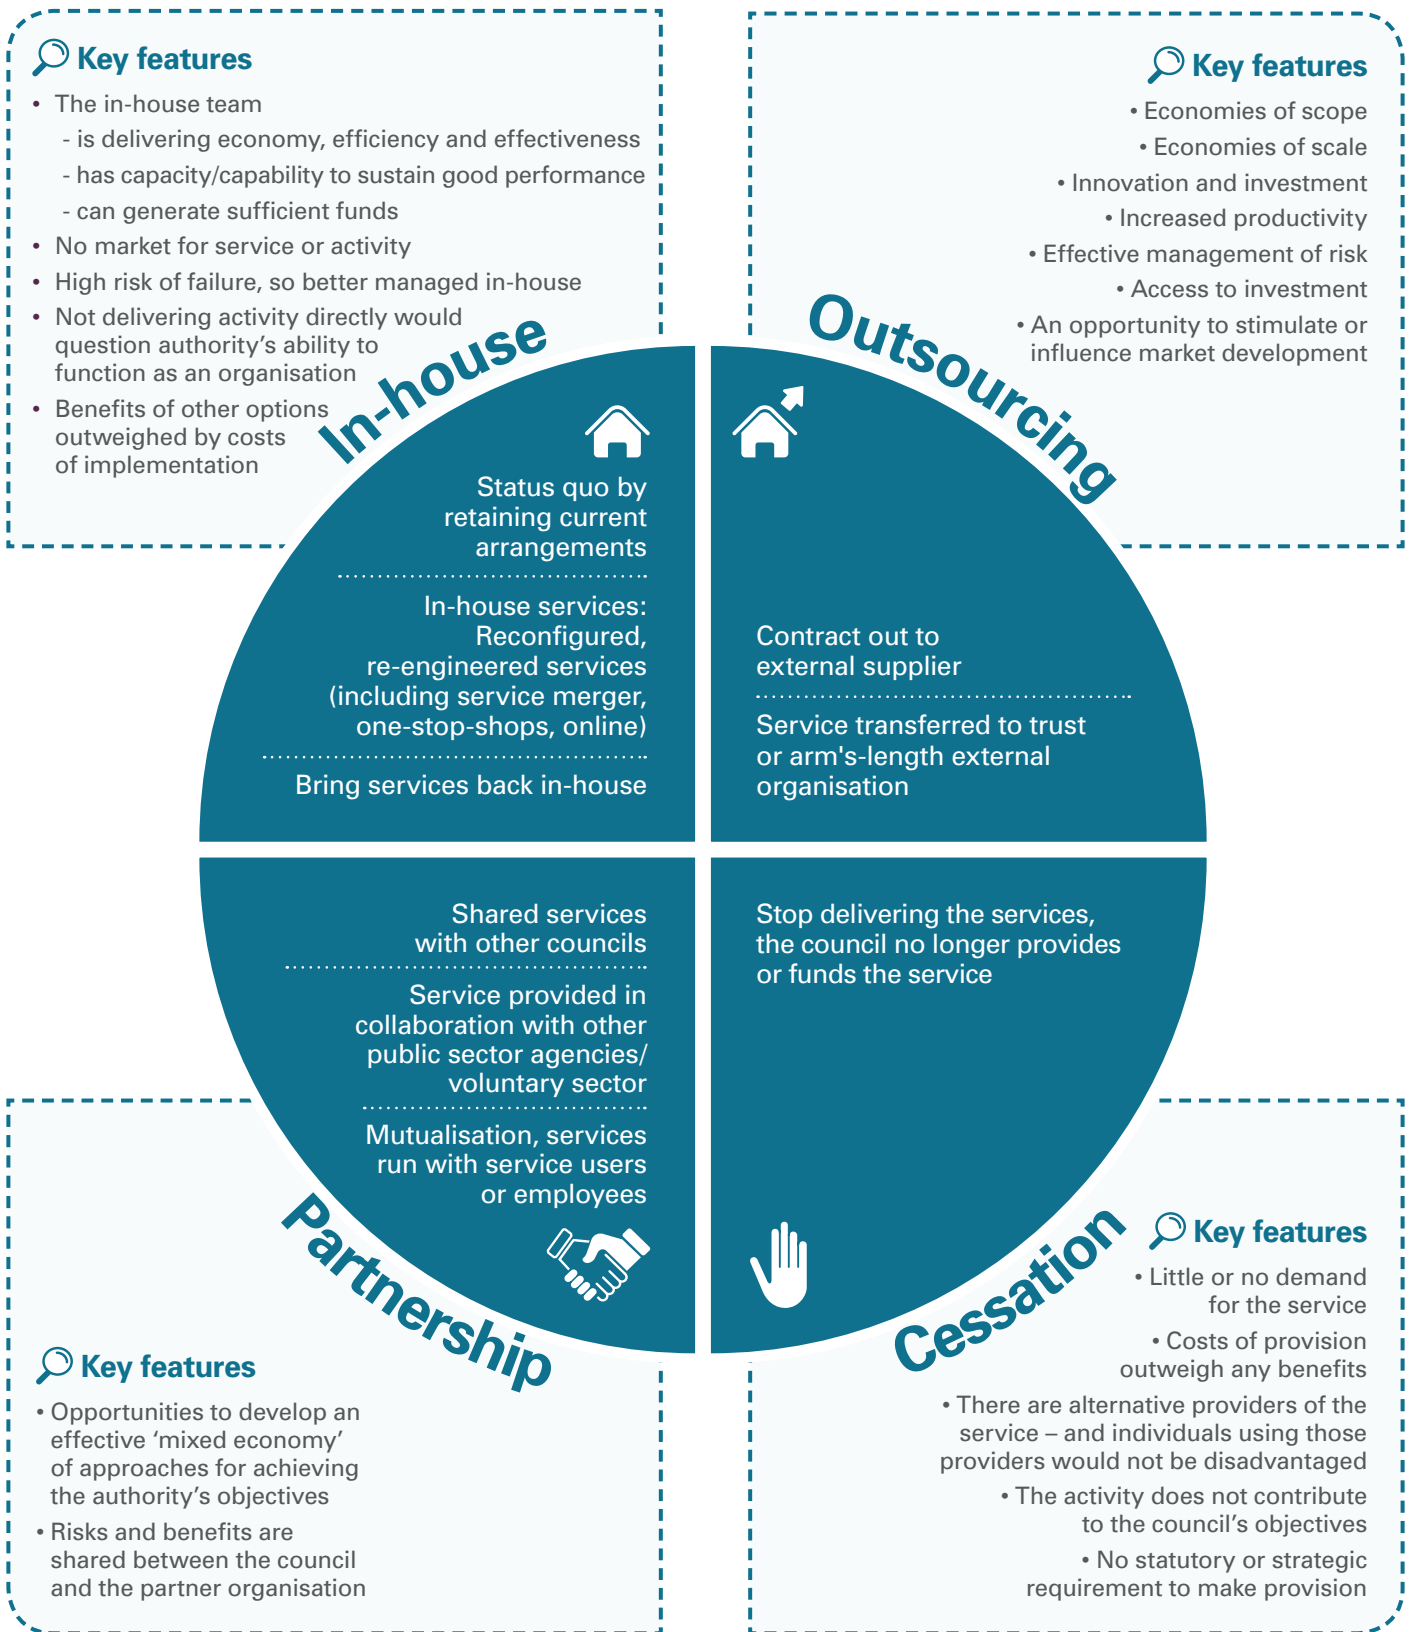 Key features
• The in-house team
- is delivering economy, efficiency and effectiveness
- has capacity/capability to sustain good performance
- can generate sufficient funds
• No market for service or activity
• High risk of failure, so better managed in-house
• Not delivering activity directly would
question authority’s ability to
function as an organisation
• Benefits of other options
outweighed by costs
of implementation
In-house
Status quo by
retaining current
arrangements
In-house services:
Reconfigured,
re-engineered services
(including service merger,
one-stop-shops, online)
Bring services back in-house
Key features
• Economies of scope
• Economies of scale
• Innovation and investment
• Increased productivity
• Effective management of risk
• Access to investment
• An opportunity to stimulate or
influence market development
Outsourcing
Contract out to
external supplier
Service transferred to trust
or arm's-length external
organisation
Shared services
with other councils
Service provided in
collaboration with other
public sector agencies/
voluntary sector
Mutualisation, services
run with service users
or employees
Partnership
Key features
• Opportunities to develop an
effective ‘mixed economy’
of approaches for achieving
the authority’s objectives
• Risks and benefits are
shared between the council
and the partner organisation
Stop delivering the services,
the council no longer provides
or funds the service
Cessation
Key features
• Little or no demand
for the service
• Costs of provision
outweigh any benefits
• There are alternative providers of the
service – and individuals using those
providers would not be disadvantaged
• The activity does not contribute
to the council’s objectives
• No statutory or strategic
requirement to make provision